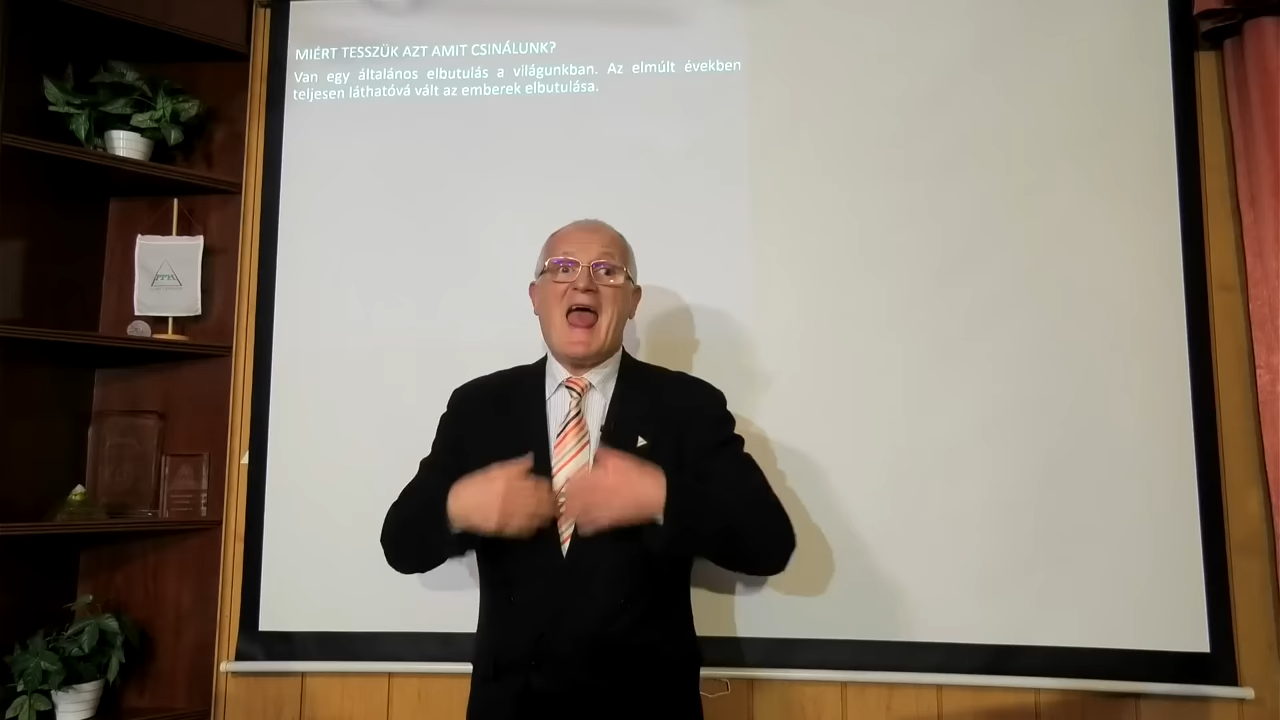 MIÉRT TESSZÜK AZT AMIT CSINÁLUNK?
Van egy általános elbutulás a világunkban. Az elmúlt években
teljesen láthatóvá vált az emberek elbutulása.